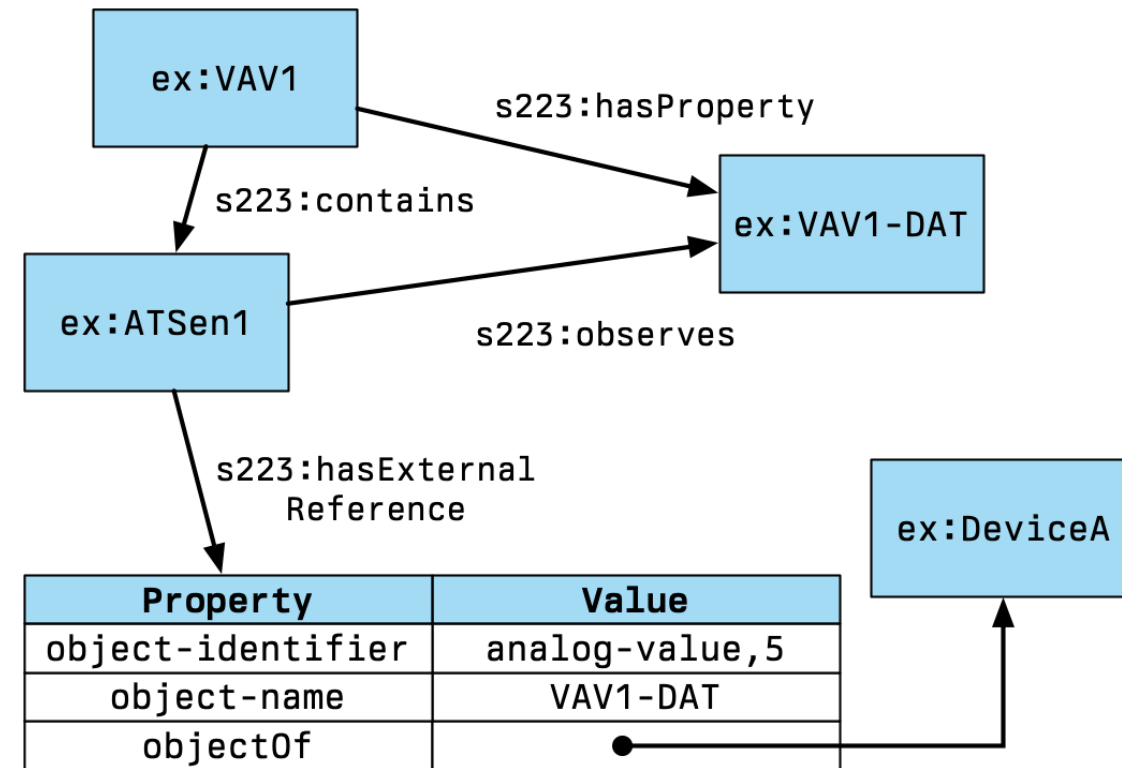 ex:VAV1
s223:hasProperty
s223:contains
ex:VAV1-DAT
ex:ATSen1
s223:observes
s223:hasExternal
Reference
ex:DeviceA
Property Value
object-identifier analog-value,5
object-name VAV1-DAT
objectOf